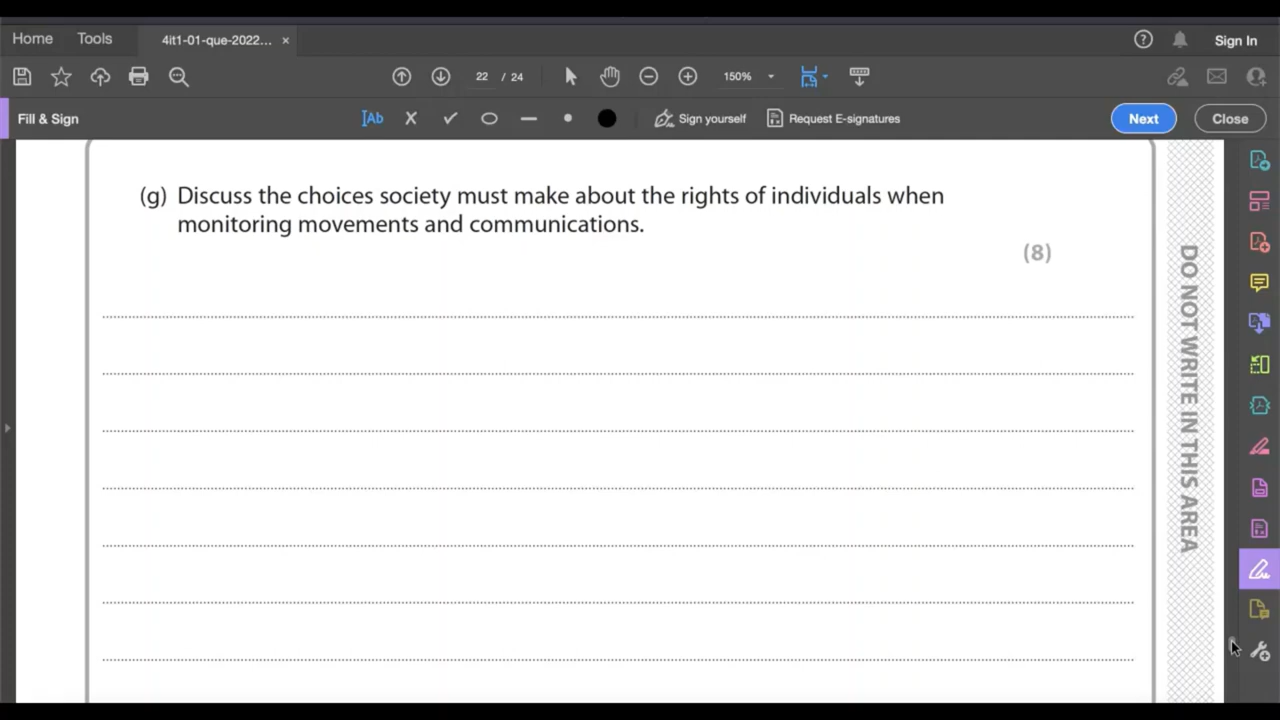 Home Tools 4it1-01-que-2022... ×
22 / 24 150% Sign In
Fill & Sign Ab Sign yourself Request E-signatures Next Close
(g) Discuss the choices society must make about the rights of individuals when
monitoring movements and communications.
(8)
DO NOT WRITE IN THIS AREA